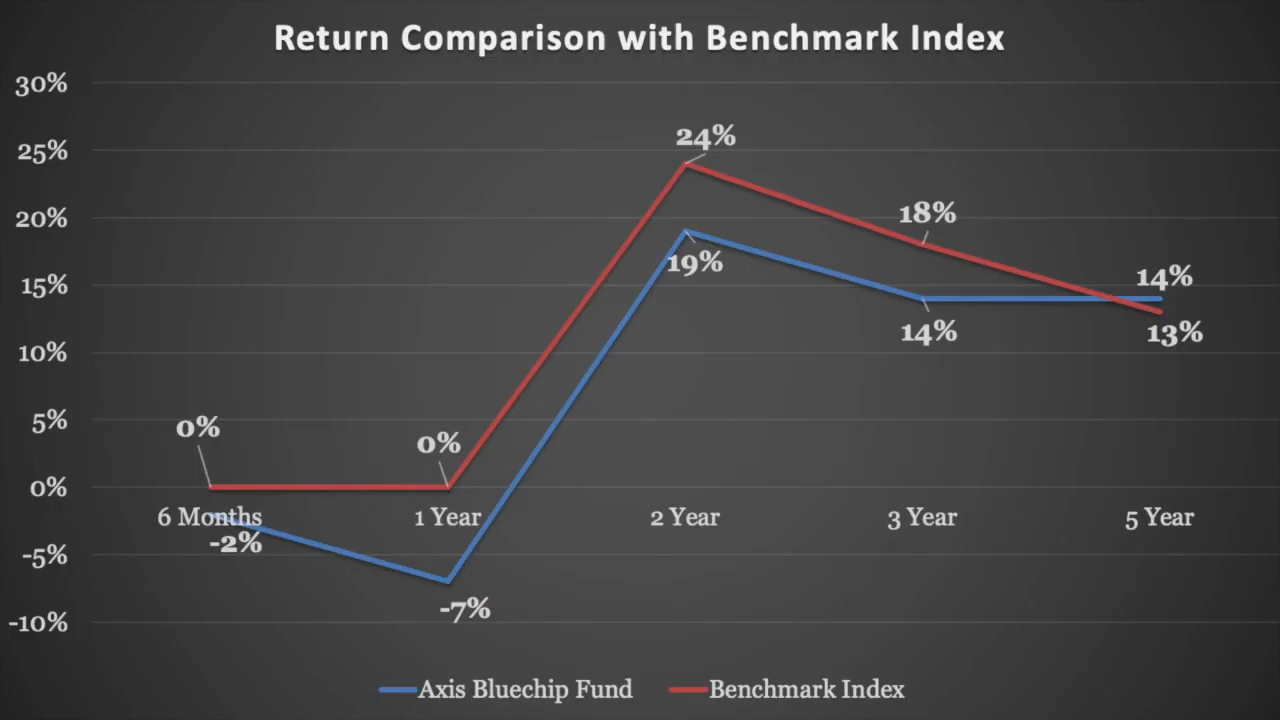 Return Comparison with Benchmark Index
30%
25%
20%
15%
10%
5%
0%
-5%
-10%
24%
18%
14%
19%
14%
13%
0%
0%
6 Months
1 Year
2 Year
3 Year
5 Year
-2%
-7%
Axis Bluechip Fund
Benchmark Index